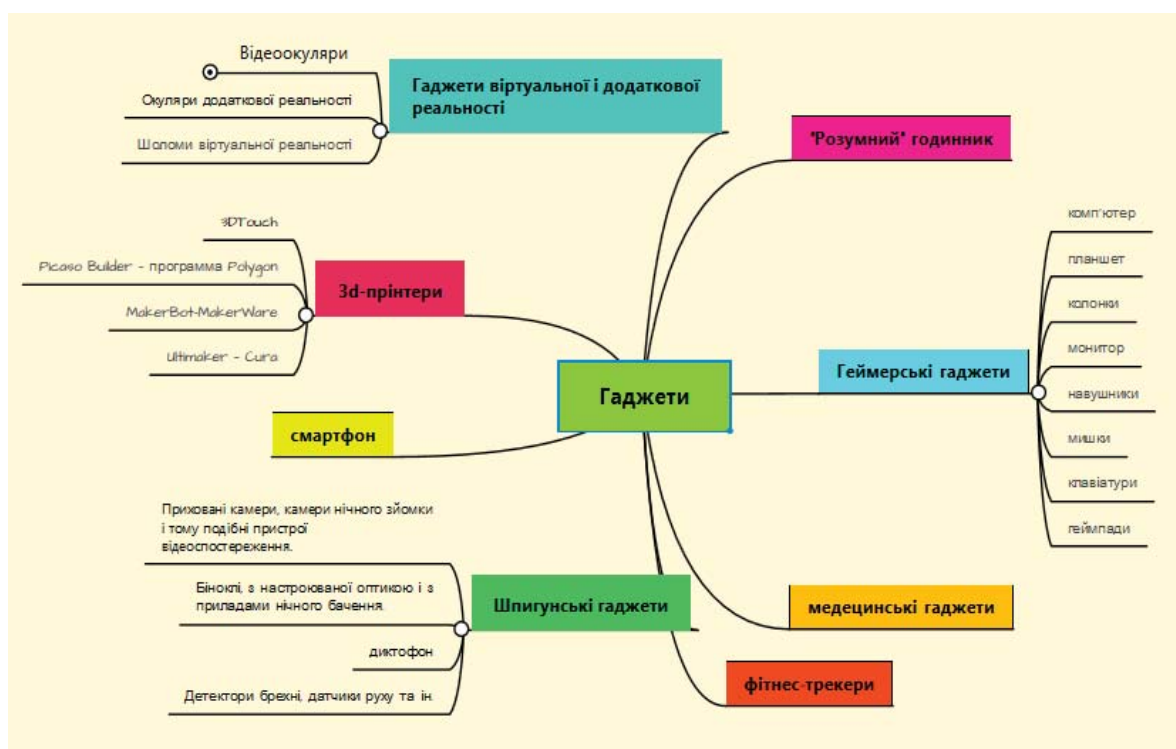 Відеоокуляри
Окуляри додаткової реальності
Шоломи віртуальної реальності
Гаджети віртуальної і додаткової
реальності
"Розумний" годинник
3DTouch
Picaso Builder - программа Polygon
MakerBot-MakerWare
Ultimaker - Cura
3d-прінтери
комп'ютер
планшет
колонки
монитор
навушники
мишки
клавіатури
геймпади
Геймерські гаджети
Гаджети
смартфон
Приховані камери, камери нічного зйомки
і тому подібні пристрої
відеоспостереження.
Біноклі, з настроюваної оптикою і з
приладами нічного бачення.
диктофон
Детектори брехні, датчики руху та ін.
Шпигунські гаджети
медецинські гаджети
фітнес-трекери